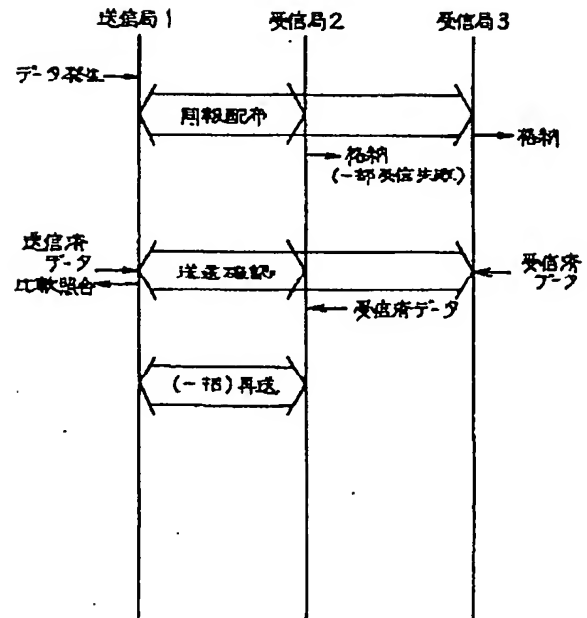 送信局1
受信局2
受信局3
データ発生
同報配布
格納
格納
(一部受信失敗)
送信済
データ
比較照合
送達確認
受信済
データ
受信済データ
(一部)再送